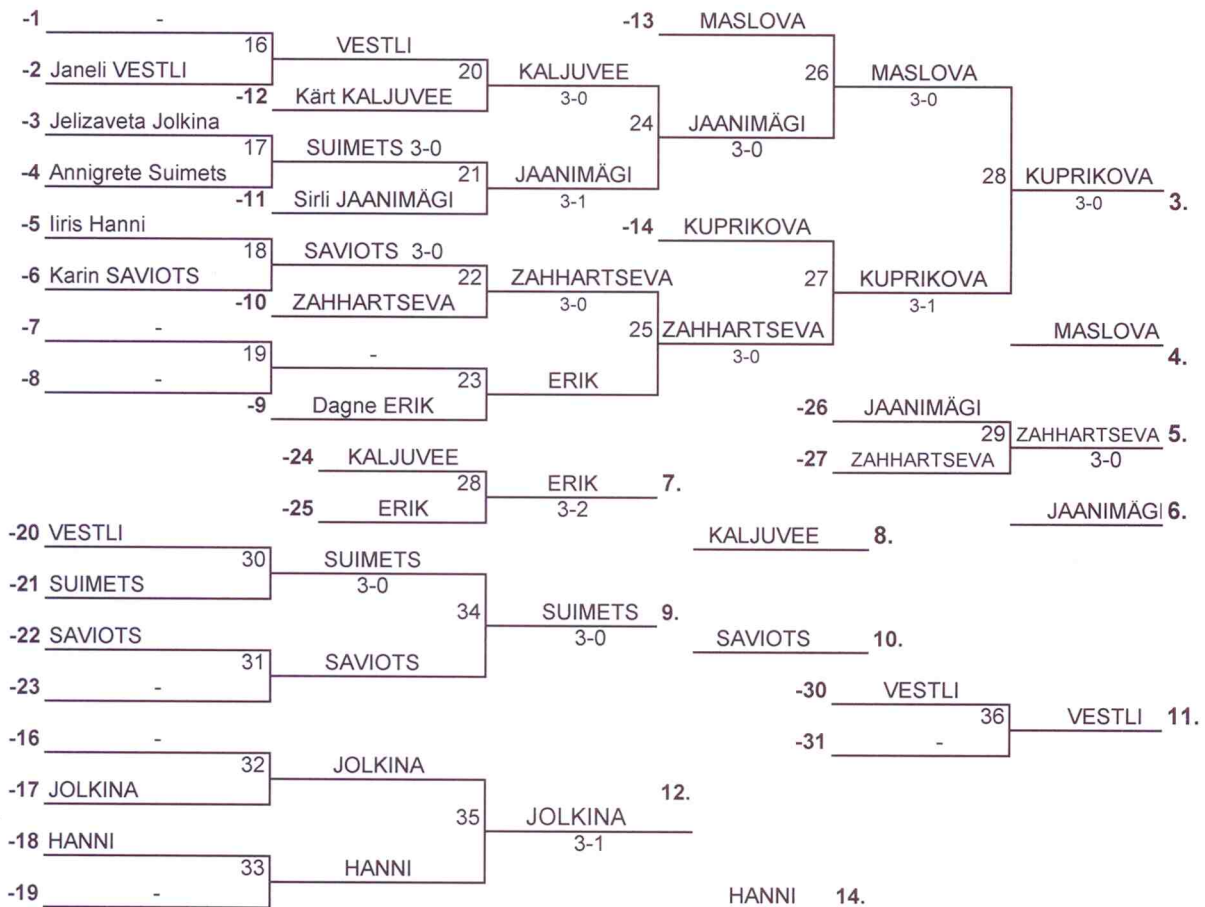 -1 -
-13 MASLOVA
16 VESTLI
-2 Janeli VESTLI
20 KALJUVEE
26 MASLOVA
-12 Kärt KALJUVEE
3-0
3-0
-3 Jelizaveta Jolkina
24 JAANIMÄGI
17 SUIMETS 3-0
3-0
-4 Annigrete Suimets
21 JAANIMÄGI
28 KUPRIKOVA
-11 Sirli JAANIMÄGI
3-1
3-0 3.
-5 Iiris Hanni
-14 KUPRIKOVA
18 SAVIOTS 3-0
-6 Karin SAVIOTS
22 ZAHHARTSEVA
27 KUPRIKOVA
-10 ZAHHARTSEVA
3-0
3-1
-7 -
25 ZAHHARTSEVA
MASLOVA
19 -
3-0
4.
-8 -
23 ERIK
-9 Dagne ERIK
-26 JAANIMÄGI
29 ZAHHARTSEVA 5.
-24 KALJUVEE
-27 ZAHHARTSEVA
3-0
28 ERIK 7.
-25 ERIK
3-2
JAANIMÄGI 6.
-20 VESTLI
KALJUVEE 8.
30 SUIMETS
-21 SUIMETS
3-0
34 SUIMETS 9.
-22 SAVIOTS
3-0
SAVIOTS 10.
31 SAVIOTS
-23 -
-30 VESTLI
36 VESTLI 11.
-16 -
-31 -
32 JOLKINA
-17 JOLKINA
12.
35 JOLKINA
-18 HANNI
3-1
33 HANNI
-19 -
HANNI 14.